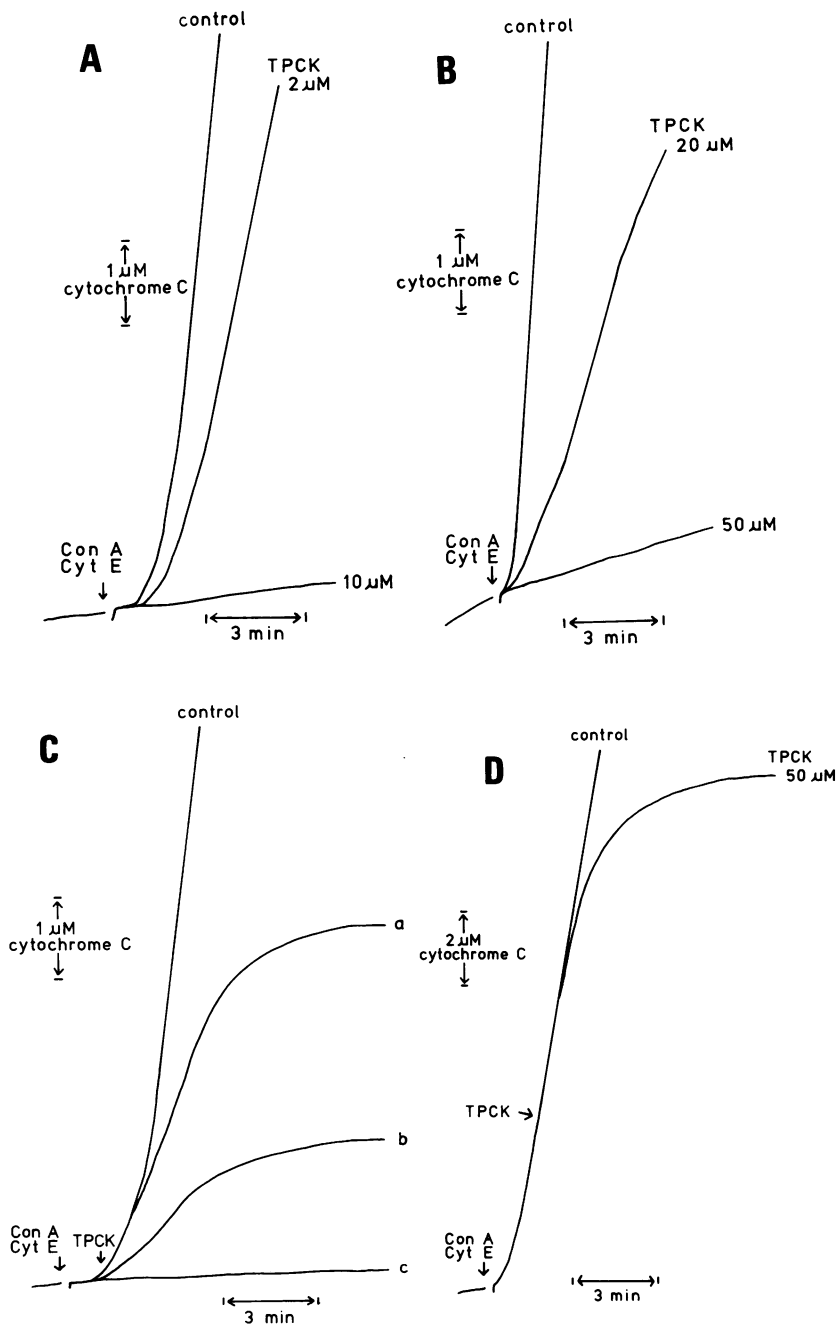 A
control
TPCK
2 µM
1 µM
cytochrome C
Con A
Cyt E
10 µM
3 min
B
control
TPCK
20 µM
1 µM
cytochrome C
Con A
Cyt E
50 µM
3 min
C
control
1 µM
cytochrome C
a
b
c
Con A
Cyt E
TPCK
3 min
D
control
TPCK
50 µM
2 µM
cytochrome C
TPCK
Con A
Cyt E
3 min